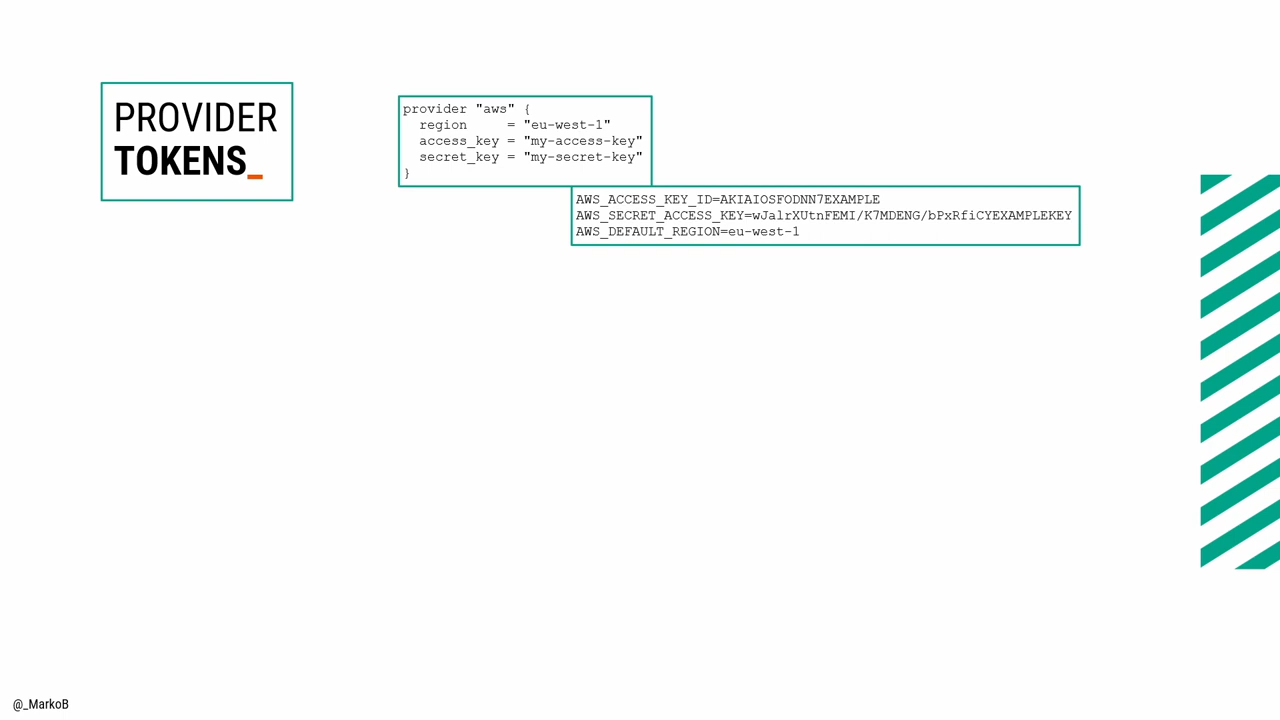 PROVIDER
TOKENS_
provider "aws" {
  region     = "eu-west-1"
  access_key = "my-access-key"
  secret_key = "my-secret-key"
}
AWS_ACCESS_KEY_ID=AKIAIOSFODNN7EXAMPLE
AWS_SECRET_ACCESS_KEY=wJalrXUtnFEMI/K7MDENG/bPxRfiCYEXAMPLEKEY
AWS_DEFAULT_REGION=eu-west-1
@_MarkoB